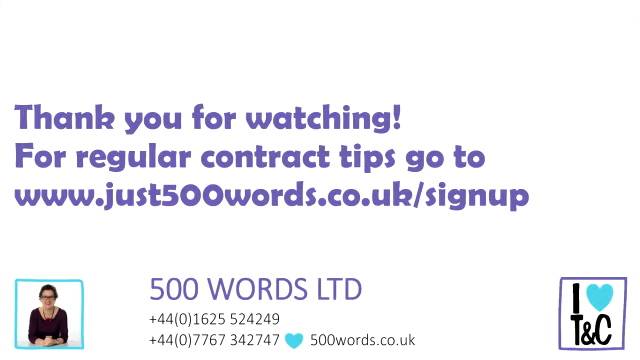 Thank you for watching!
For regular contract tips go to
www.just500words.co.uk/signup
500 WORDS LTD
+44(0)1625 524249
+44(0)7767 342747 500words.co.uk
I
T&C